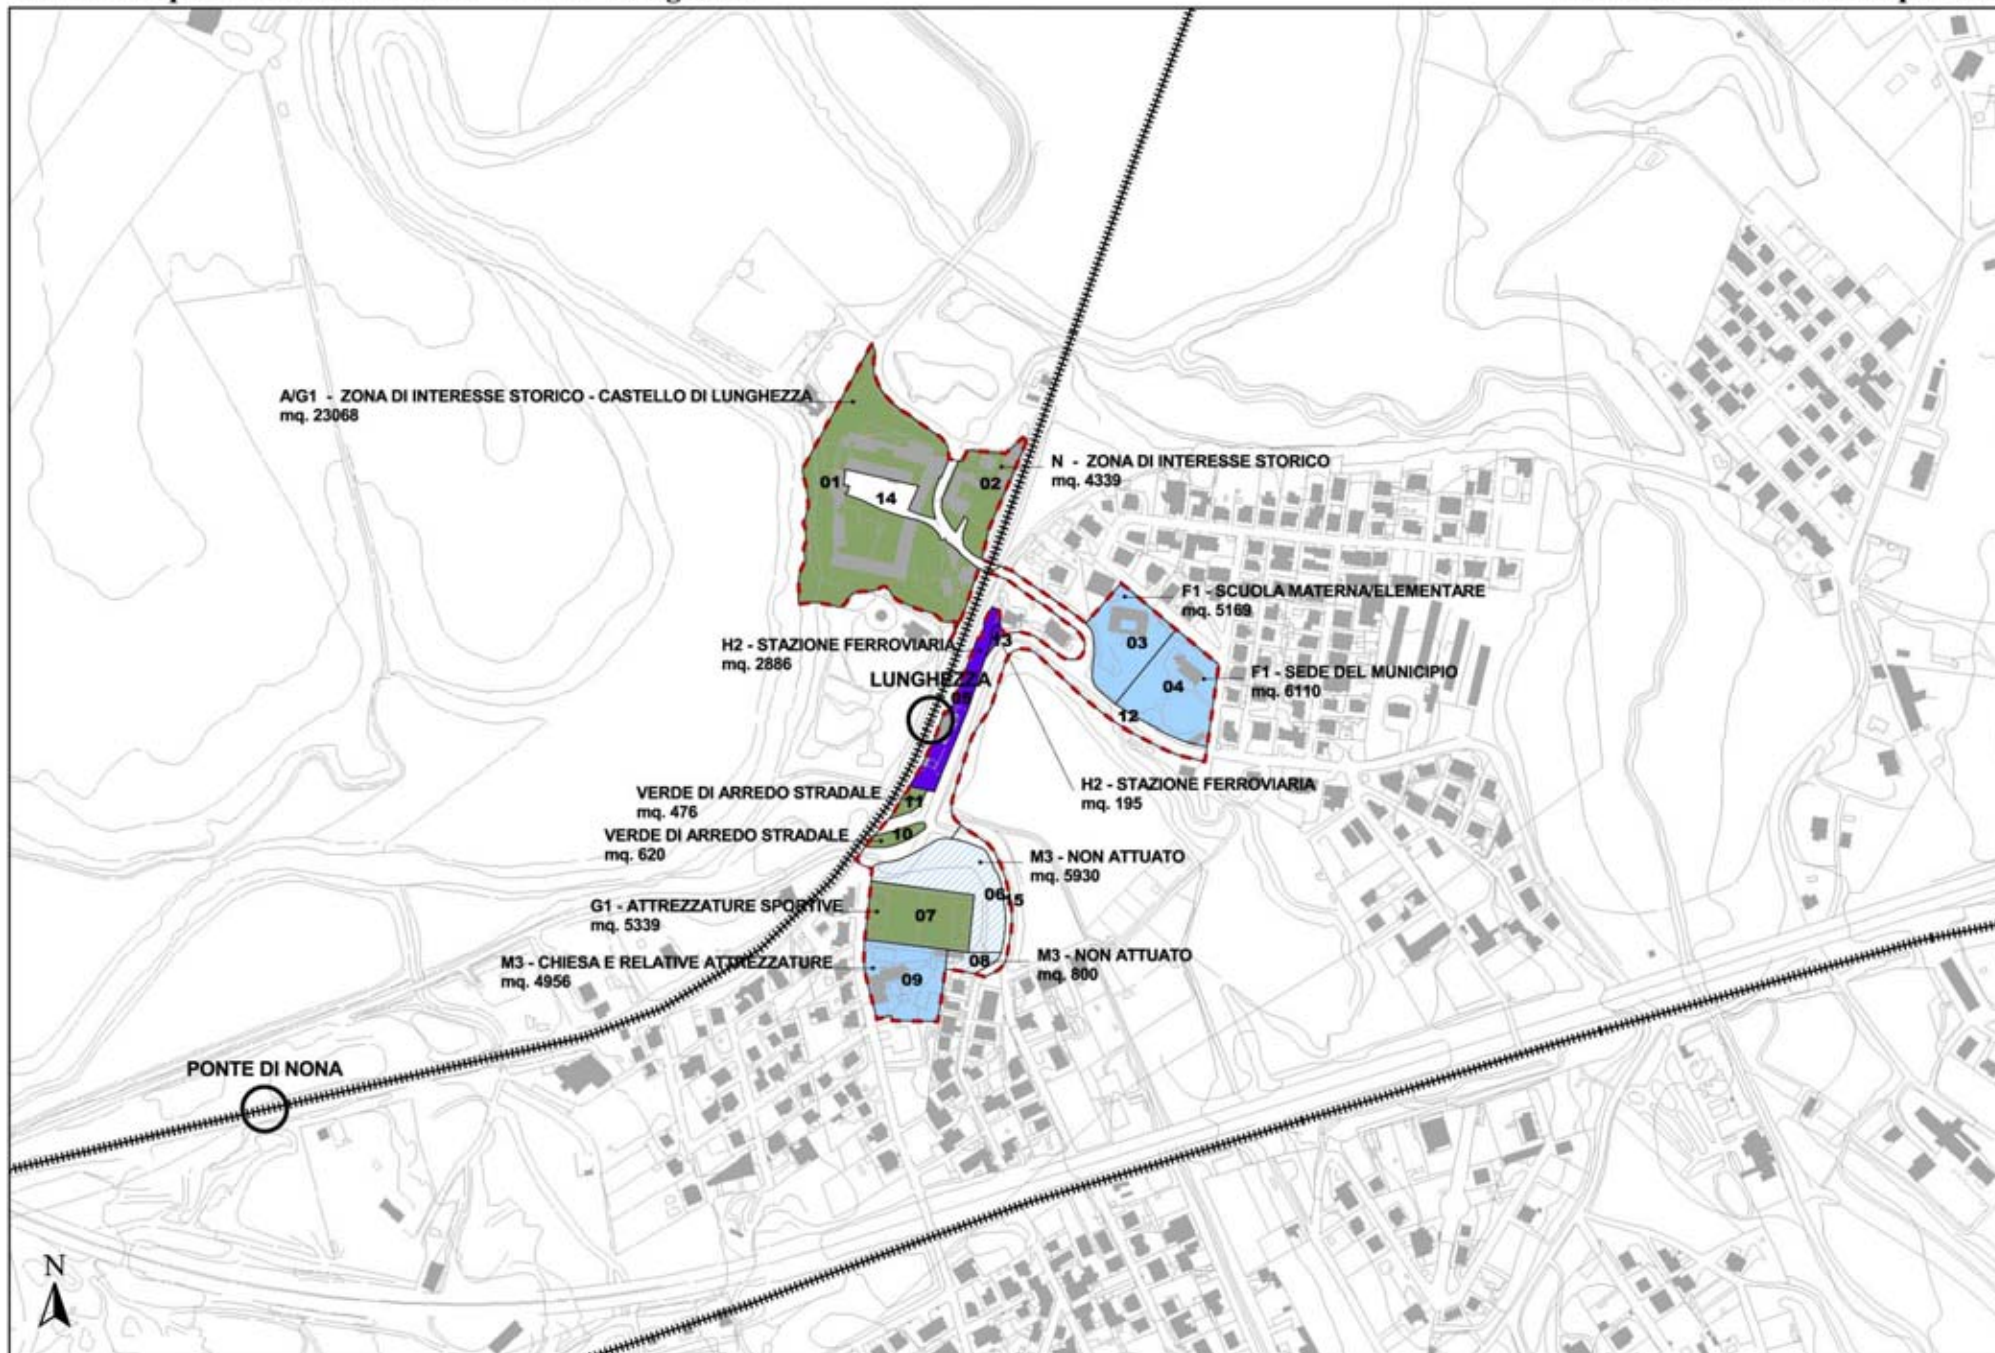 A/G1 - ZONA DI INTERESSE STORICO - CASTELLO DI LUNGHEZZA
mq. 23068
N - ZONA DI INTERESSE STORICO
mq. 4339
01
02
14
F1 - SCUOLA MATERNA/ELEMENTARE
mq. 5169
H2 - STAZIONE FERROVIARIA
mq. 2886
13
03
F1 - SEDE DEL MUNICIPIO
mq. 6110
LUNGHEZZA
04
12
H2 - STAZIONE FERROVIARIA
mq. 195
VERDE DI ARREDO STRADALE
mq. 476
11
VERDE DI ARREDO STRADALE
mq. 620
10
M3 - NON ATTUATO
mq. 5930
06
15
G1 - ATTREZZATURE SPORTIVE
mq. 5339
07
M3 - NON ATTUATO
mq. 800
08
M3 - CHIESA E RELATIVE ATTREZZATURE
mq. 4956
09
PONTE DI NONA
N